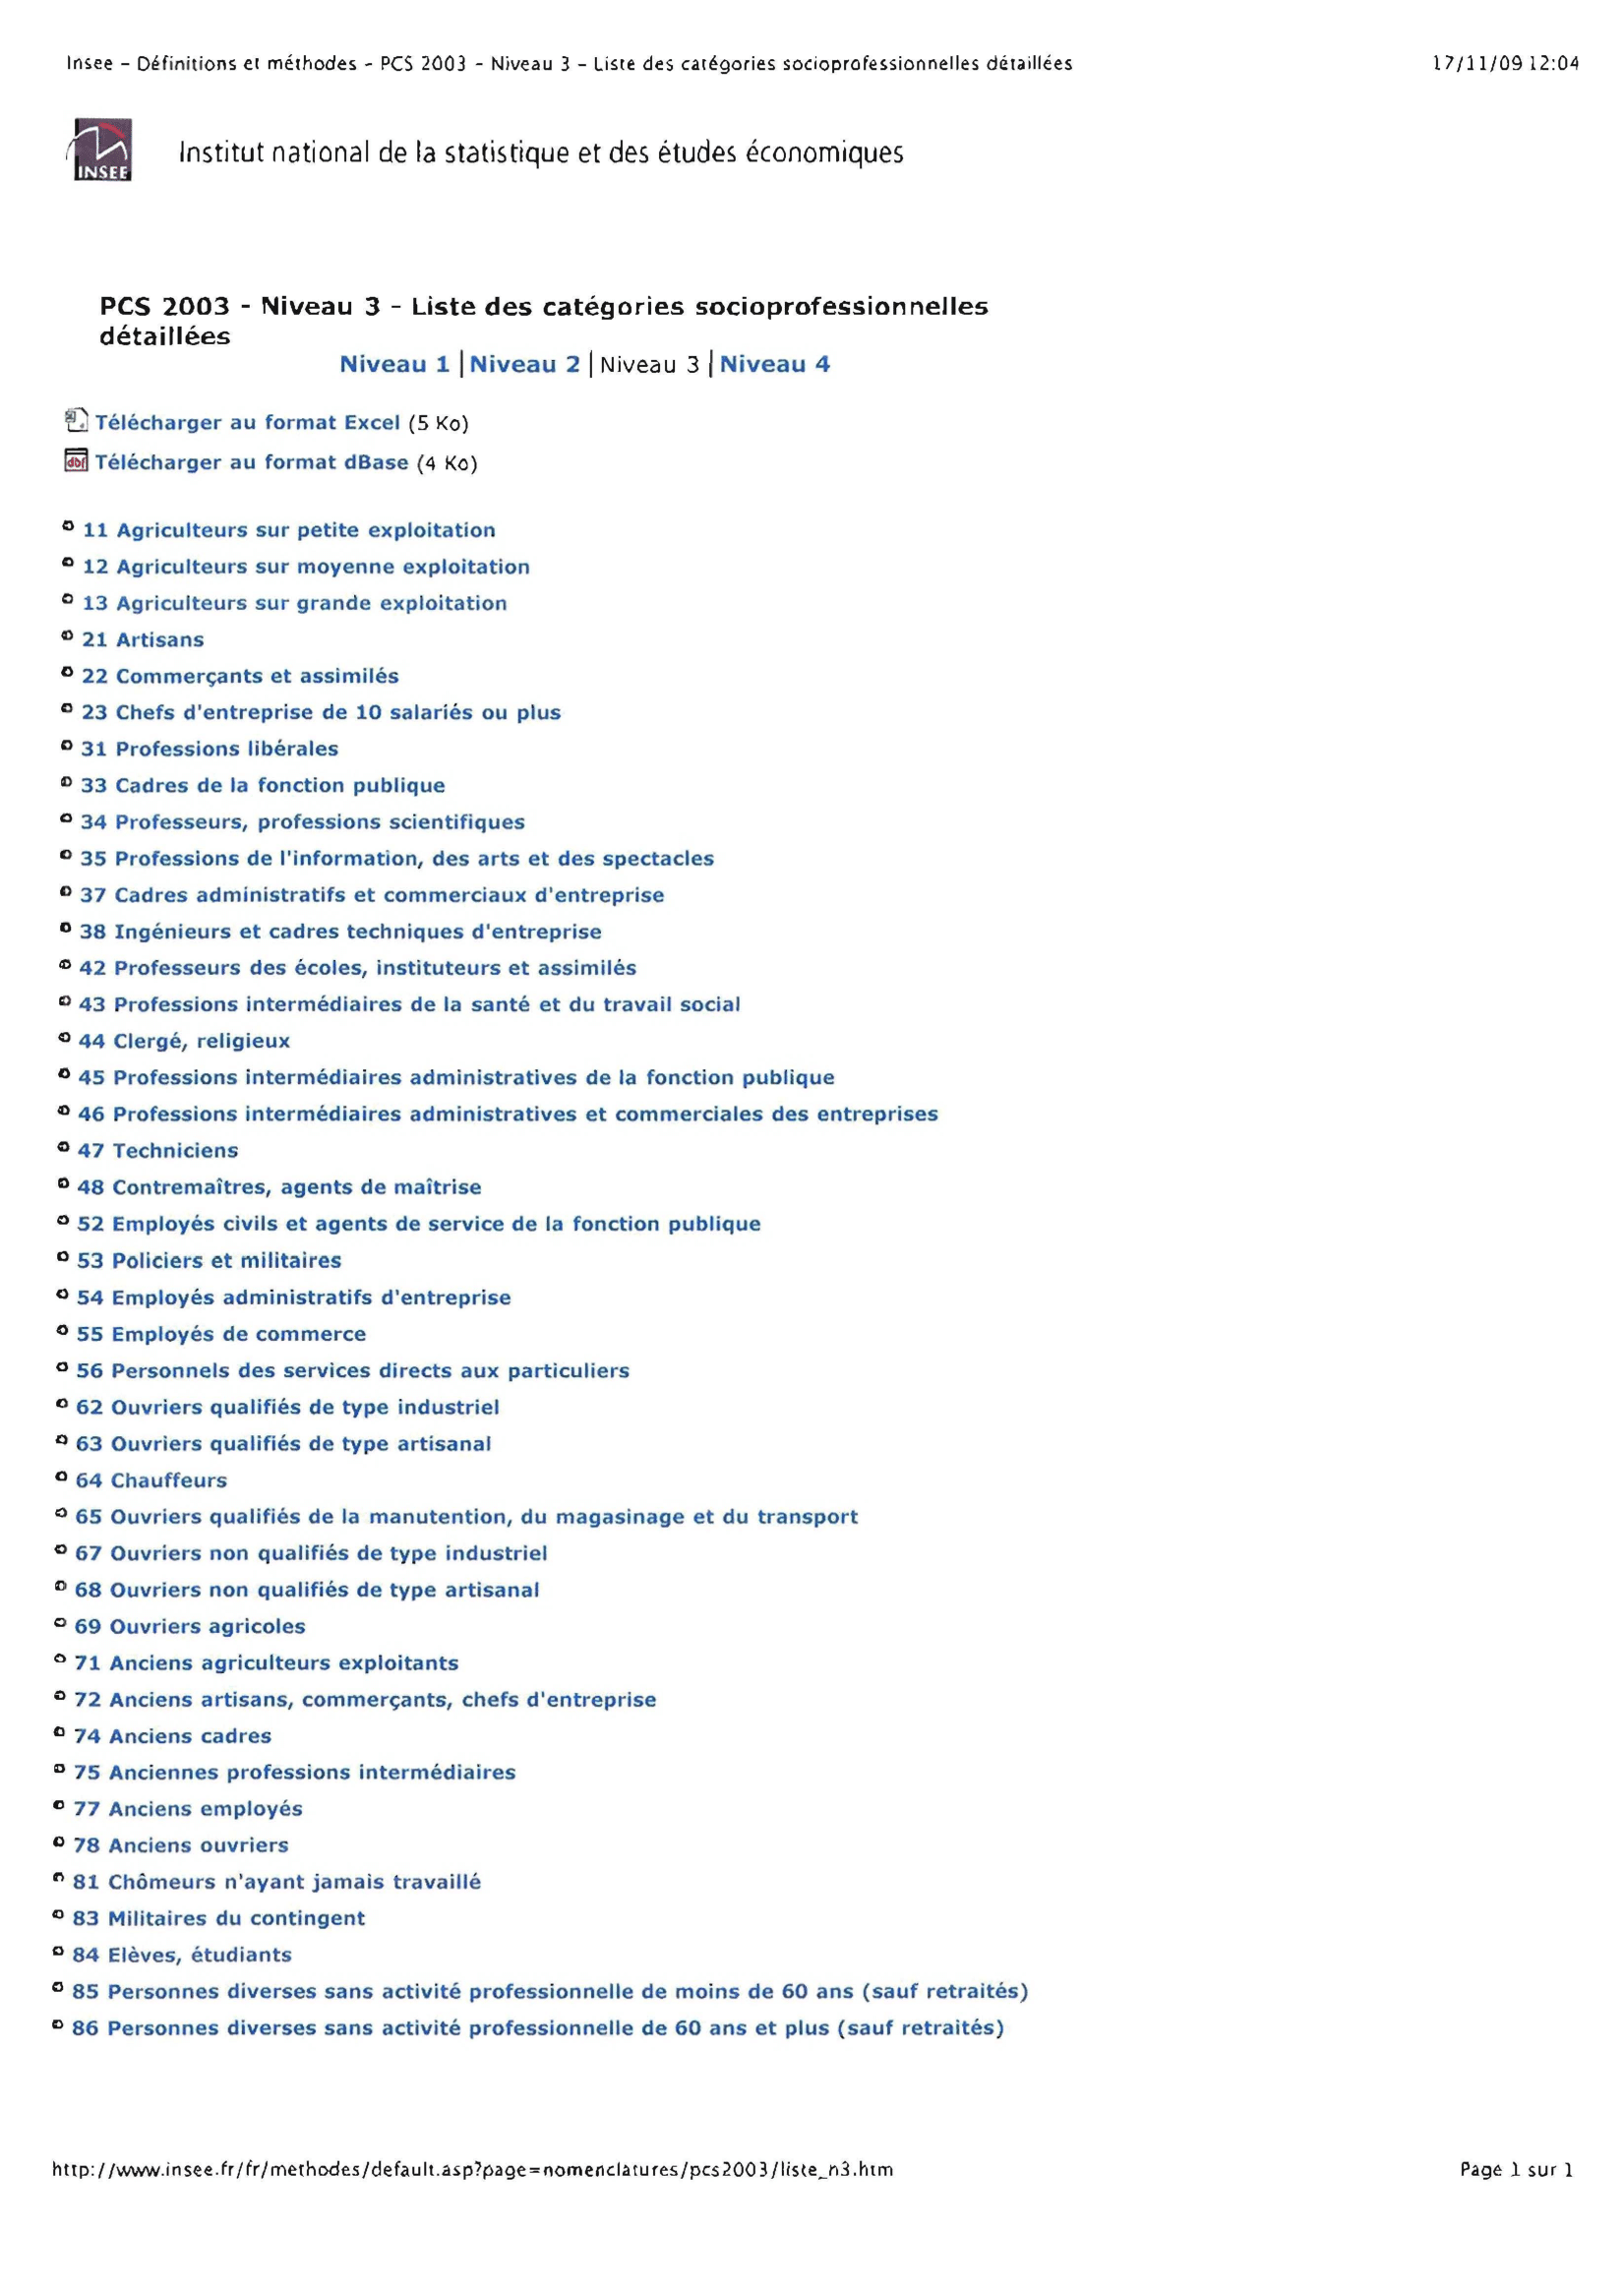 Insee - Définitions et méthodes - PCS 2003 - Niveau 3 - Liste des catégories socioprofessionnelles détaillées 17/11/09 12:04
INSEE
Institut national de la statistique et des études économiques
PCS 2003 - Niveau 3 - Liste des catégories socioprofessionnelles
détaillées
Niveau 1 | Niveau 2 | Niveau 3 | Niveau 4
Télécharger au format Excel (5 Ko)
dbf Télécharger au format dBase (4 Ko)
11 Agriculteurs sur petite exploitation
12 Agriculteurs sur moyenne exploitation
13 Agriculteurs sur grande exploitation
21 Artisans
22 Commerçants et assimilés
23 Chefs d'entreprise de 10 salariés ou plus
31 Professions libérales
33 Cadres de la fonction publique
34 Professeurs, professions scientifiques
35 Professions de l'information, des arts et des spectacles
37 Cadres administratifs et commerciaux d'entreprise
38 Ingénieurs et cadres techniques d'entreprise
42 Professeurs des écoles, instituteurs et assimilés
43 Professions intermédiaires de la santé et du travail social
44 Clergé, religieux
45 Professions intermédiaires administratives de la fonction publique
46 Professions intermédiaires administratives et commerciales des entreprises
47 Techniciens
48 Contremaîtres, agents de maîtrise
52 Employés civils et agents de service de la fonction publique
53 Policiers et militaires
54 Employés administratifs d'entreprise
55 Employés de commerce
56 Personnels des services directs aux particuliers
62 Ouvriers qualifiés de type industriel
63 Ouvriers qualifiés de type artisanal
64 Chauffeurs
65 Ouvriers qualifiés de la manutention, du magasinage et du transport
67 Ouvriers non qualifiés de type industriel
68 Ouvriers non qualifiés de type artisanal
69 Ouvriers agricoles
71 Anciens agriculteurs exploitants
72 Anciens artisans, commerçants, chefs d'entreprise
74 Anciens cadres
75 Anciennes professions intermédiaires
77 Anciens employés
78 Anciens ouvriers
81 Chômeurs n'ayant jamais travaillé
83 Militaires du contingent
84 Elèves, étudiants
85 Personnes diverses sans activité professionnelle de moins de 60 ans (sauf retraités)
86 Personnes diverses sans activité professionnelle de 60 ans et plus (sauf retraités)
http://www.insee.fr/fr/methodes/default.asp?page=nomenclatures/pcs2003/liste_n3.htm Page 1 sur 1